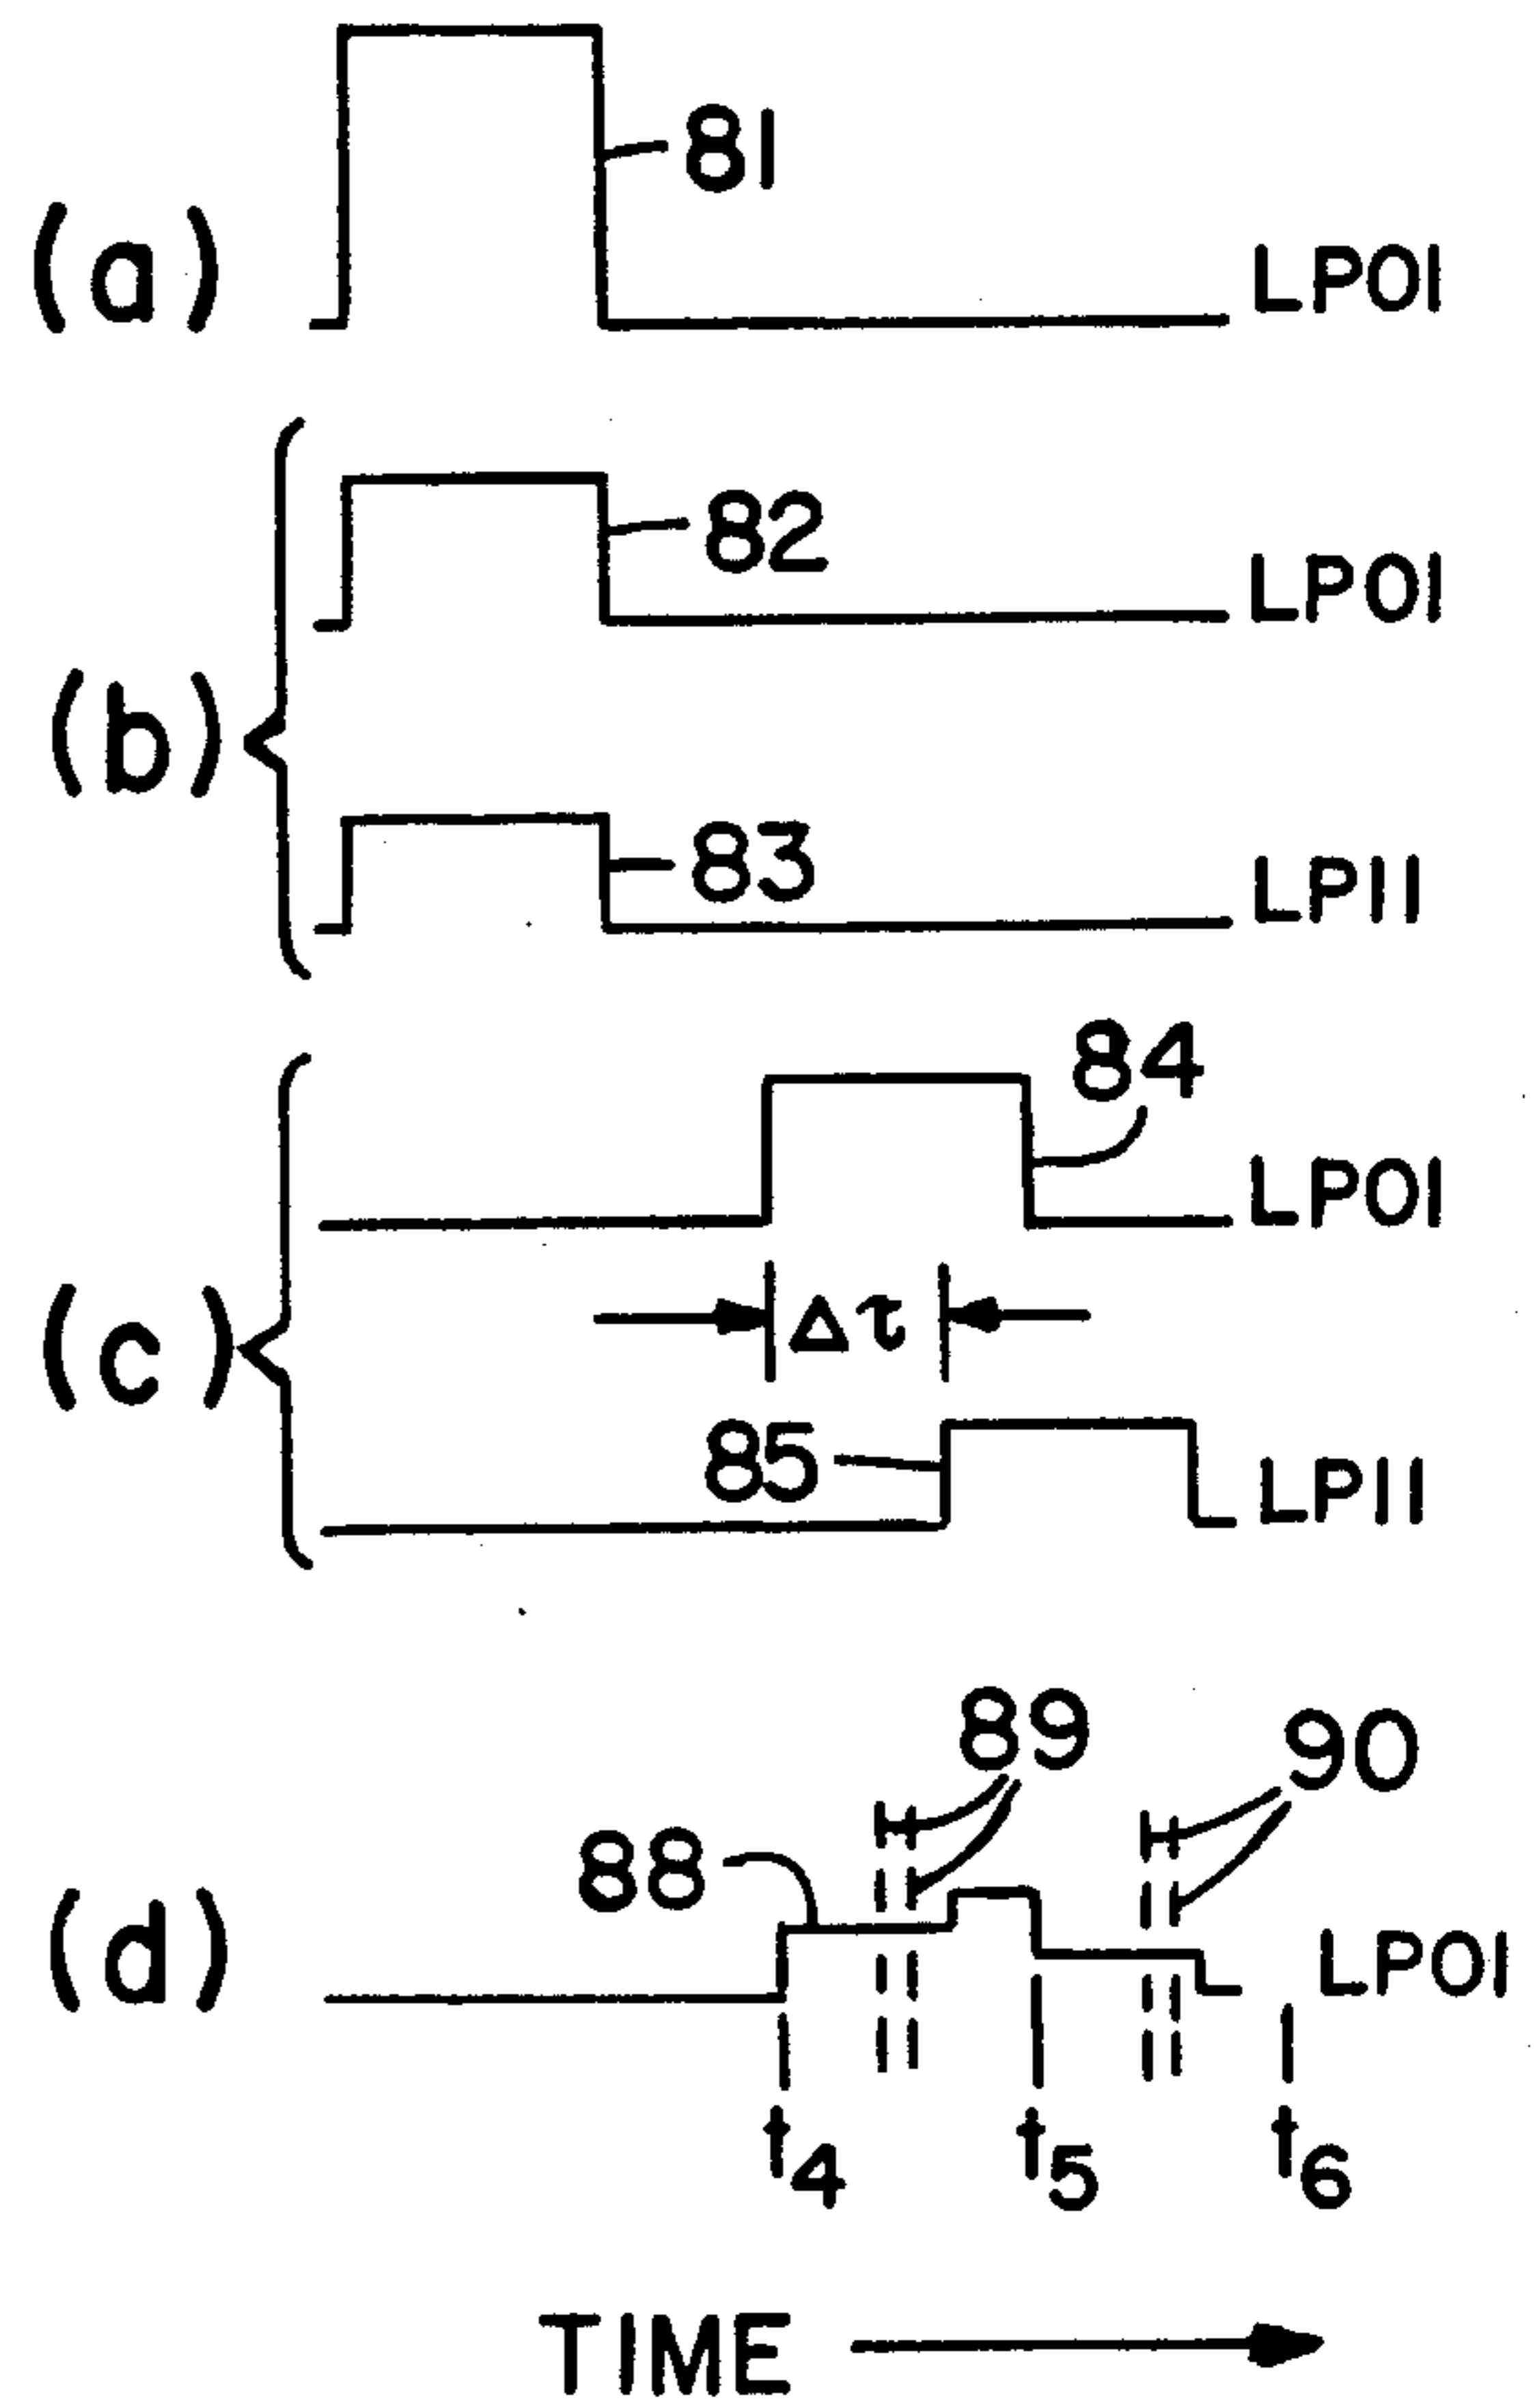 81
(a)
LP01
82
LP01
(b)
83
LP11
84
LP01
Δτ
(c)
85
LP11
89
90
88
(d)
LP01
t4
t5
t6
TIME